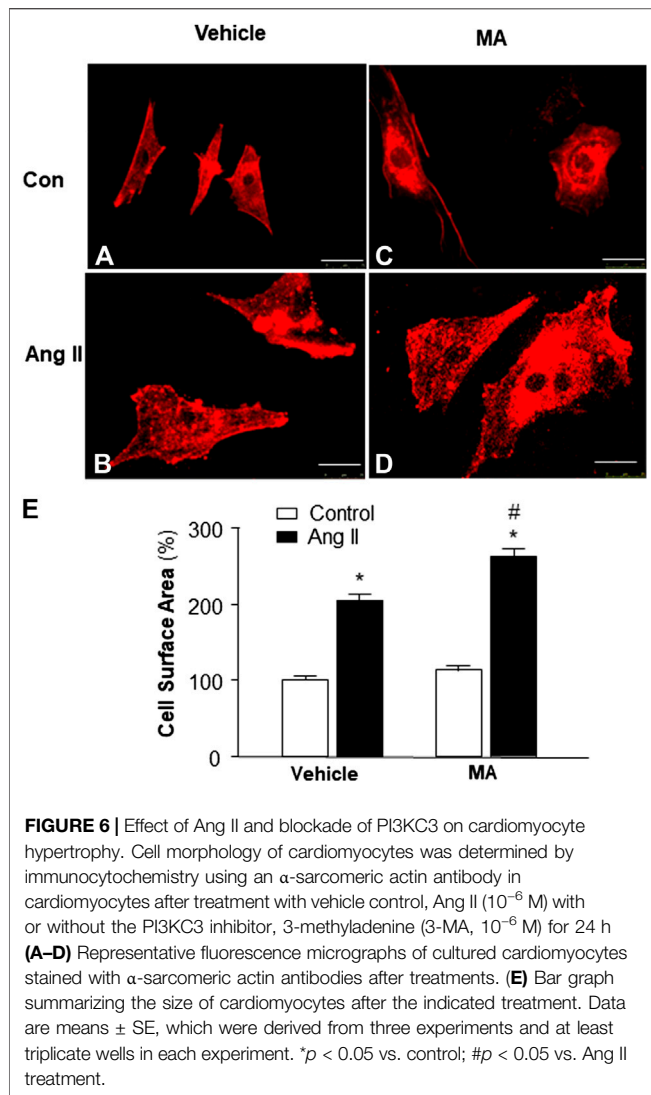 Vehicle MA
Con
A C
Ang II
B D
E
Control
Ang II
Cell Surface Area (%)
300
200
100
0
*
#
*
Vehicle MA
FIGURE 6 | Effect of Ang II and blockade of PI3KC3 on cardiomyocyte
hypertrophy. Cell morphology of cardiomyocytes was determined by
immunocytochemistry using an α-sarcomeric actin antibody in
cardiomyocytes after treatment with vehicle control, Ang II (10⁻⁶ M) with
or without the PI3KC3 inhibitor, 3-methyladenine (3-MA, 10⁻⁶ M) for 24 h
(A–D) Representative fluorescence micrographs of cultured cardiomyocytes
stained with α-sarcomeric actin antibodies after treatments. (E) Bar graph
summarizing the size of cardiomyocytes after the indicated treatment. Data
are means ± SE, which were derived from three experiments and at least
triplicate wells in each experiment. *p < 0.05 vs. control; #p < 0.05 vs. Ang II
treatment.